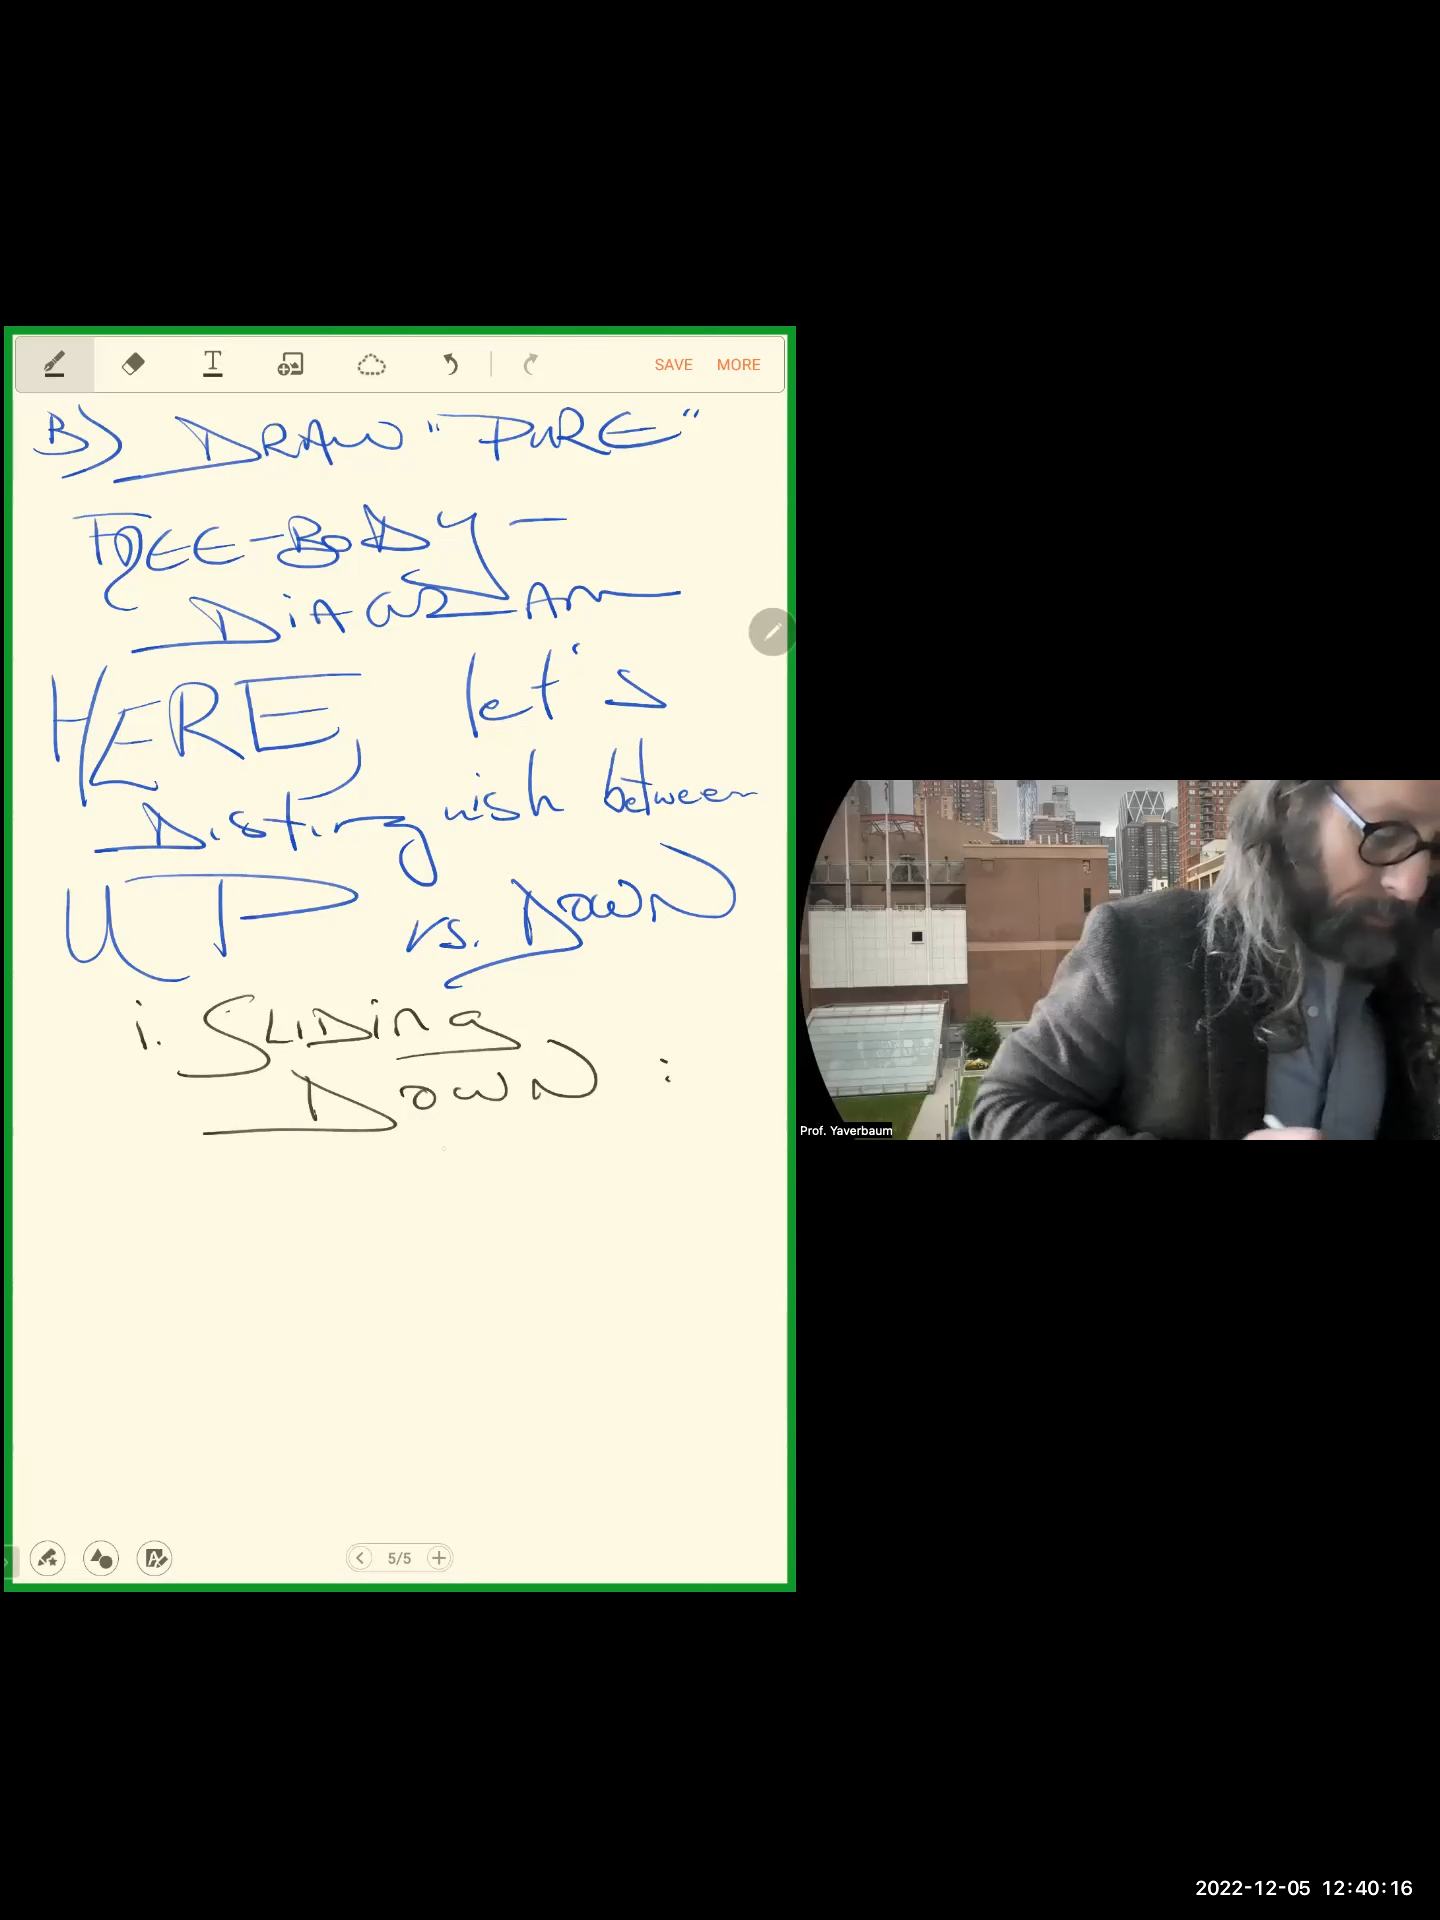 T
SAVE
MORE
B) DRAW "PURE"
FREE-BODY-
DIAGRAM
HERE, let's
Distinguish between
UP vs. DOWN
i. SLIDING
DOWN :
A
5/5
Prof. Yaverbaum
2022-12-05 12:40:16